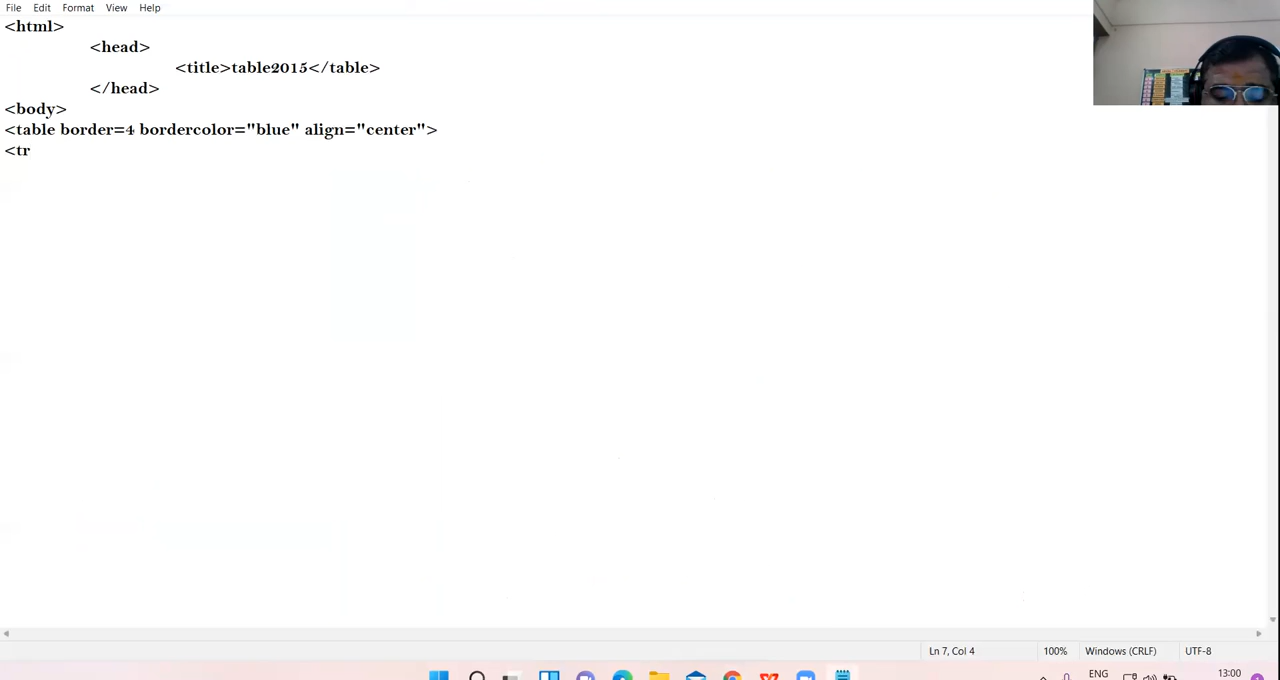 File Edit Format View Help
<html>
<head>
<title>table2015</table>
</head>
<body>
<table border=4 bordercolor="blue" align="center">
<tr
Ln 7, Col 4 100% Windows (CRLF) UTF-8
ENG 13:00